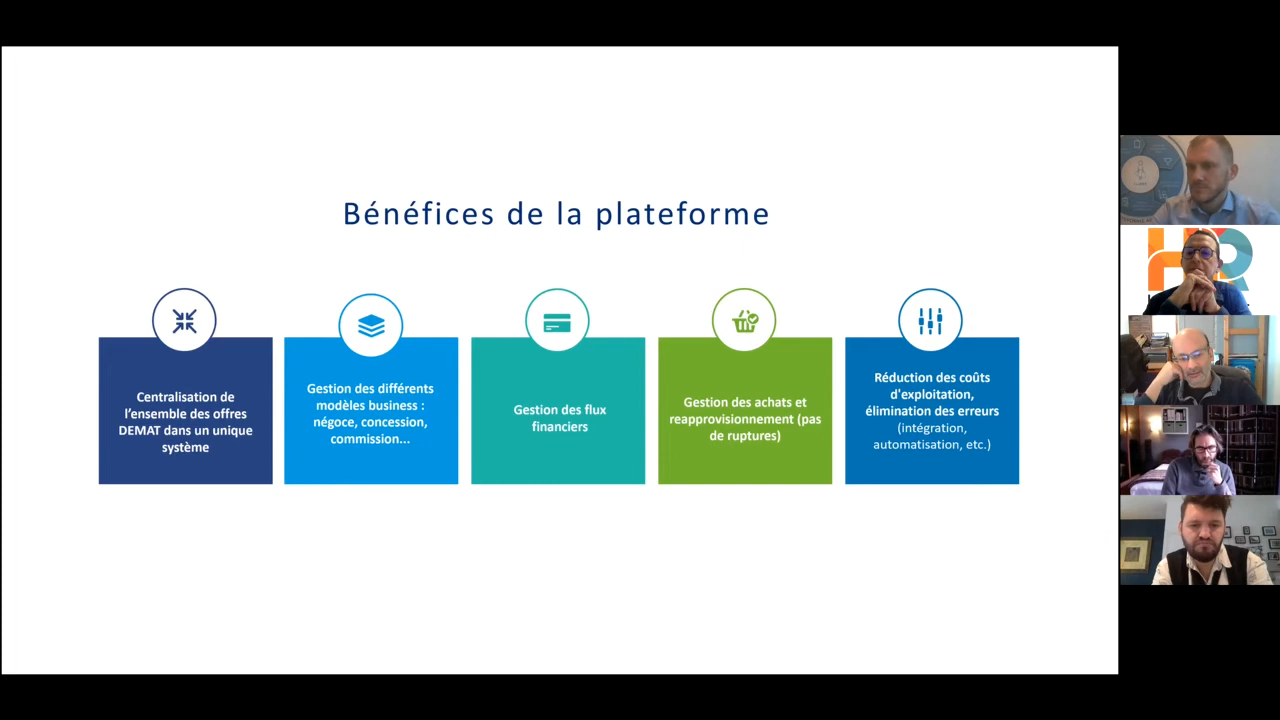 Bénéfices de la plateforme
Centralisation de
l'ensemble des offres
DEMAT dans un unique
système
Gestion des différents
modèles business :
négoce, concession,
commission...
Gestion des flux
financiers
Gestion des achats et
reapprovisionnement (pas
de ruptures)
Réduction des coûts
d'exploitation,
élimination des erreurs
(intégration,
automatisation, etc.)